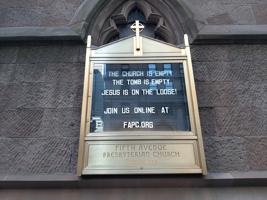 THE CHURCH IS EMPTY.
THE TOMB IS EMPTY.
JESUS IS ON THE LOOSE!
JOIN US ONLINE AT
FAPC.ORG
FIFTH AVENUE
PRESBYTERIAN CHURCH